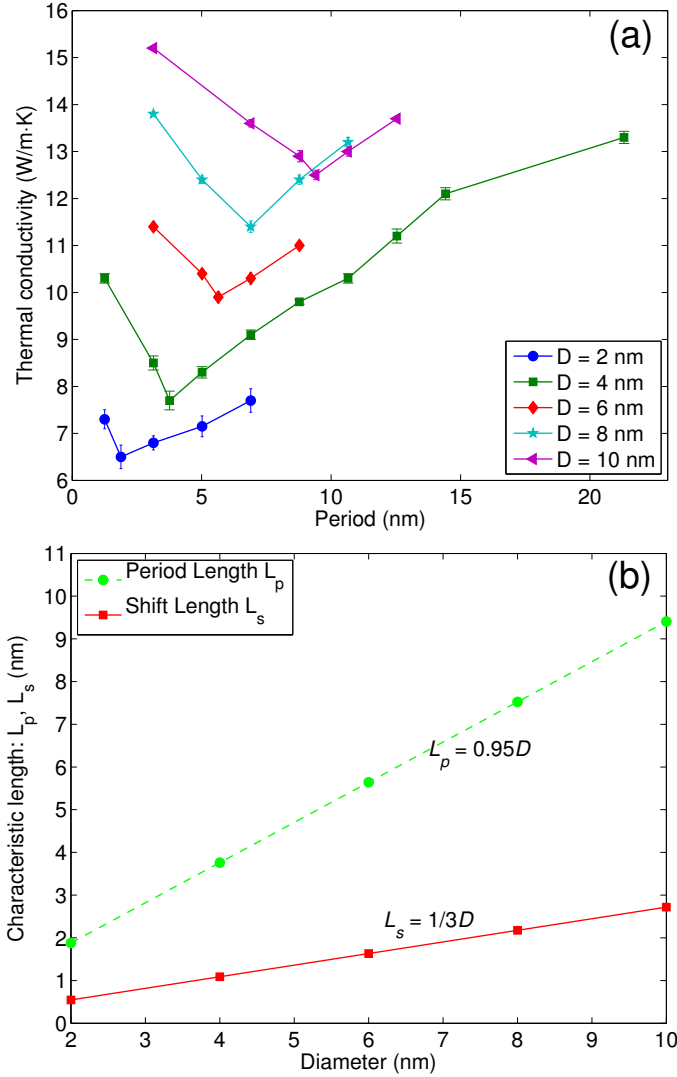 (a)
Thermal conductivity (W/m·K)
16
15
14
13
12
11
10
9
8
7
6
0 5 10 15 20
Period (nm)
D = 2 nm
D = 4 nm
D = 6 nm
D = 8 nm
D = 10 nm
(b)
Characteristic length: L_p, L_s (nm)
11
10
9
8
7
6
5
4
3
2
1
0
Period Length L_p
Shift Length L_s
L_p = 0.95D
L_s = 1/3D
2 3 4 5 6 7 8 9 10
Diameter (nm)